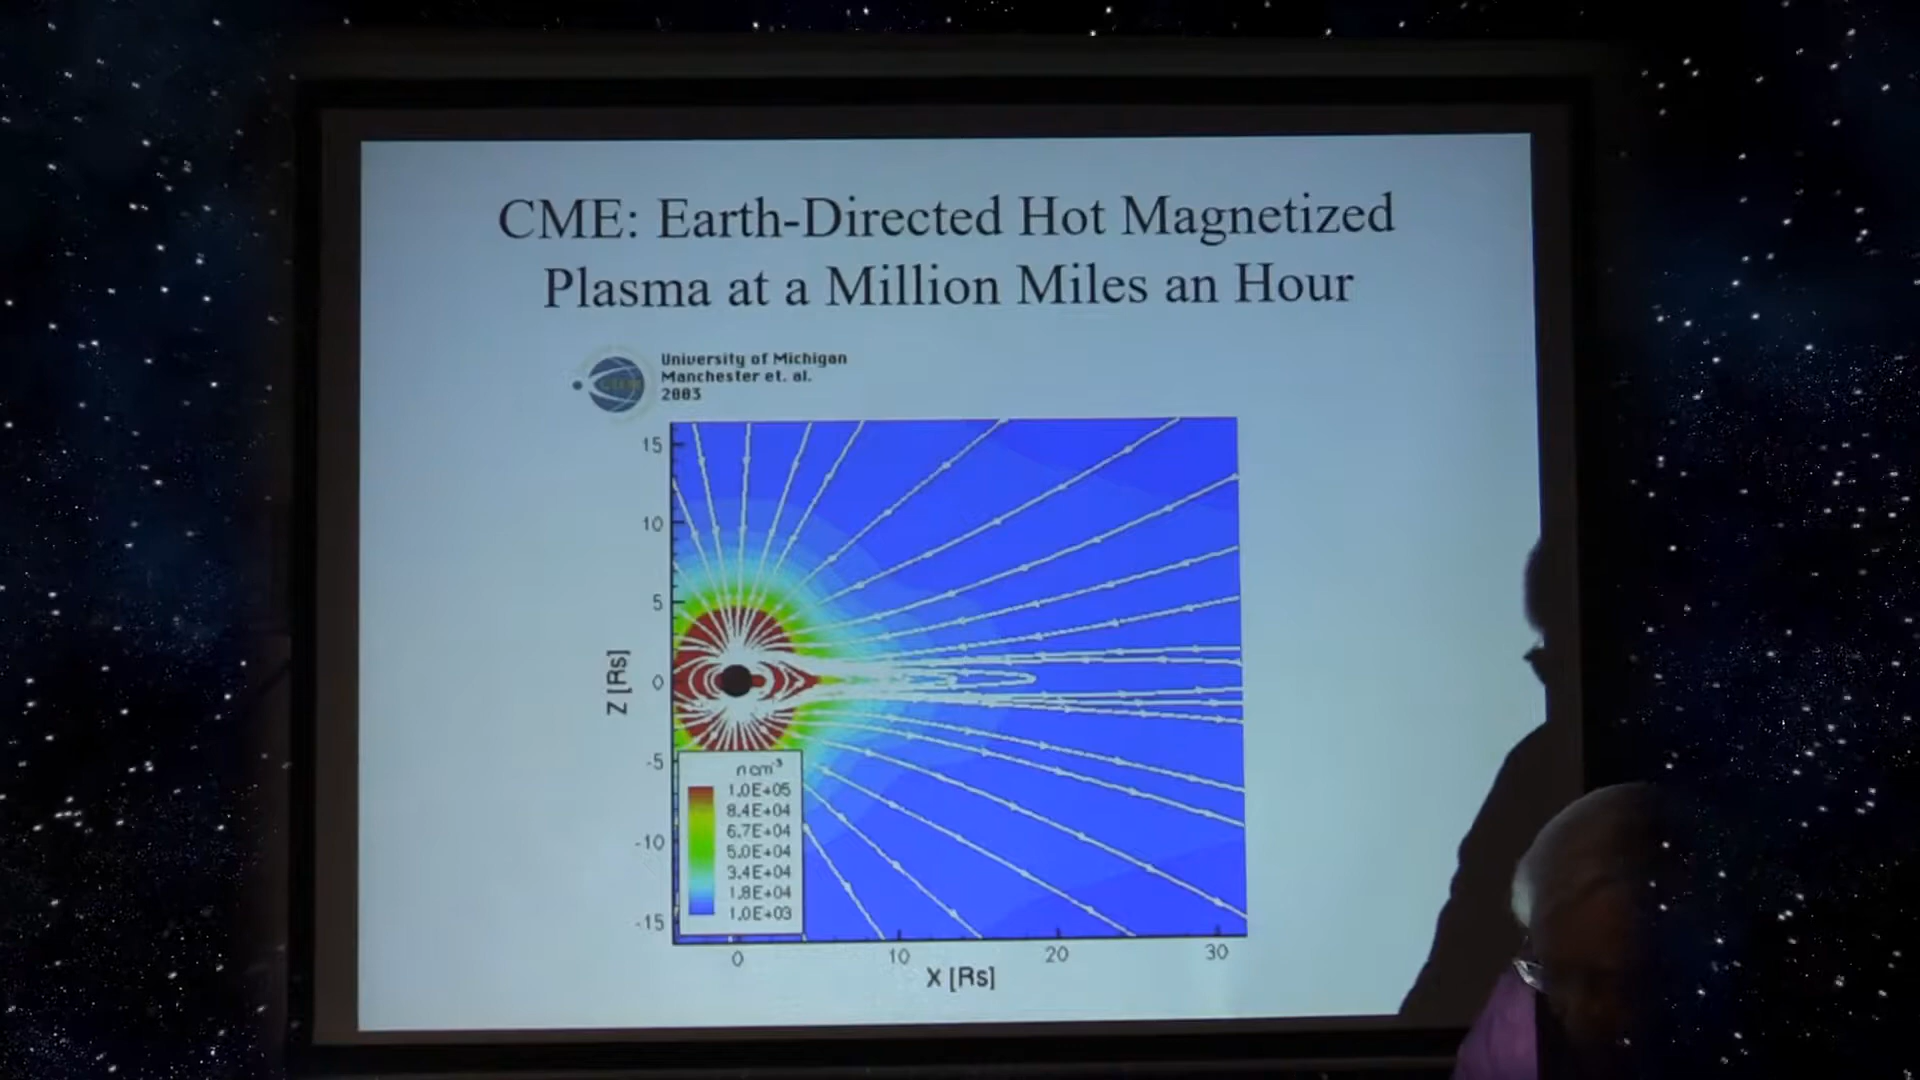 CME: Earth-Directed Hot Magnetized
Plasma at a Million Miles an Hour
University of Michigan
Manchester et. al.
2003
15
10
5
0
-5
-10
-15
Z [Rs]
n cm⁻³
1.0E+05
8.4E+04
6.7E+04
5.0E+04
3.4E+04
1.8E+04
1.0E+03
0
10
20
30
X [Rs]